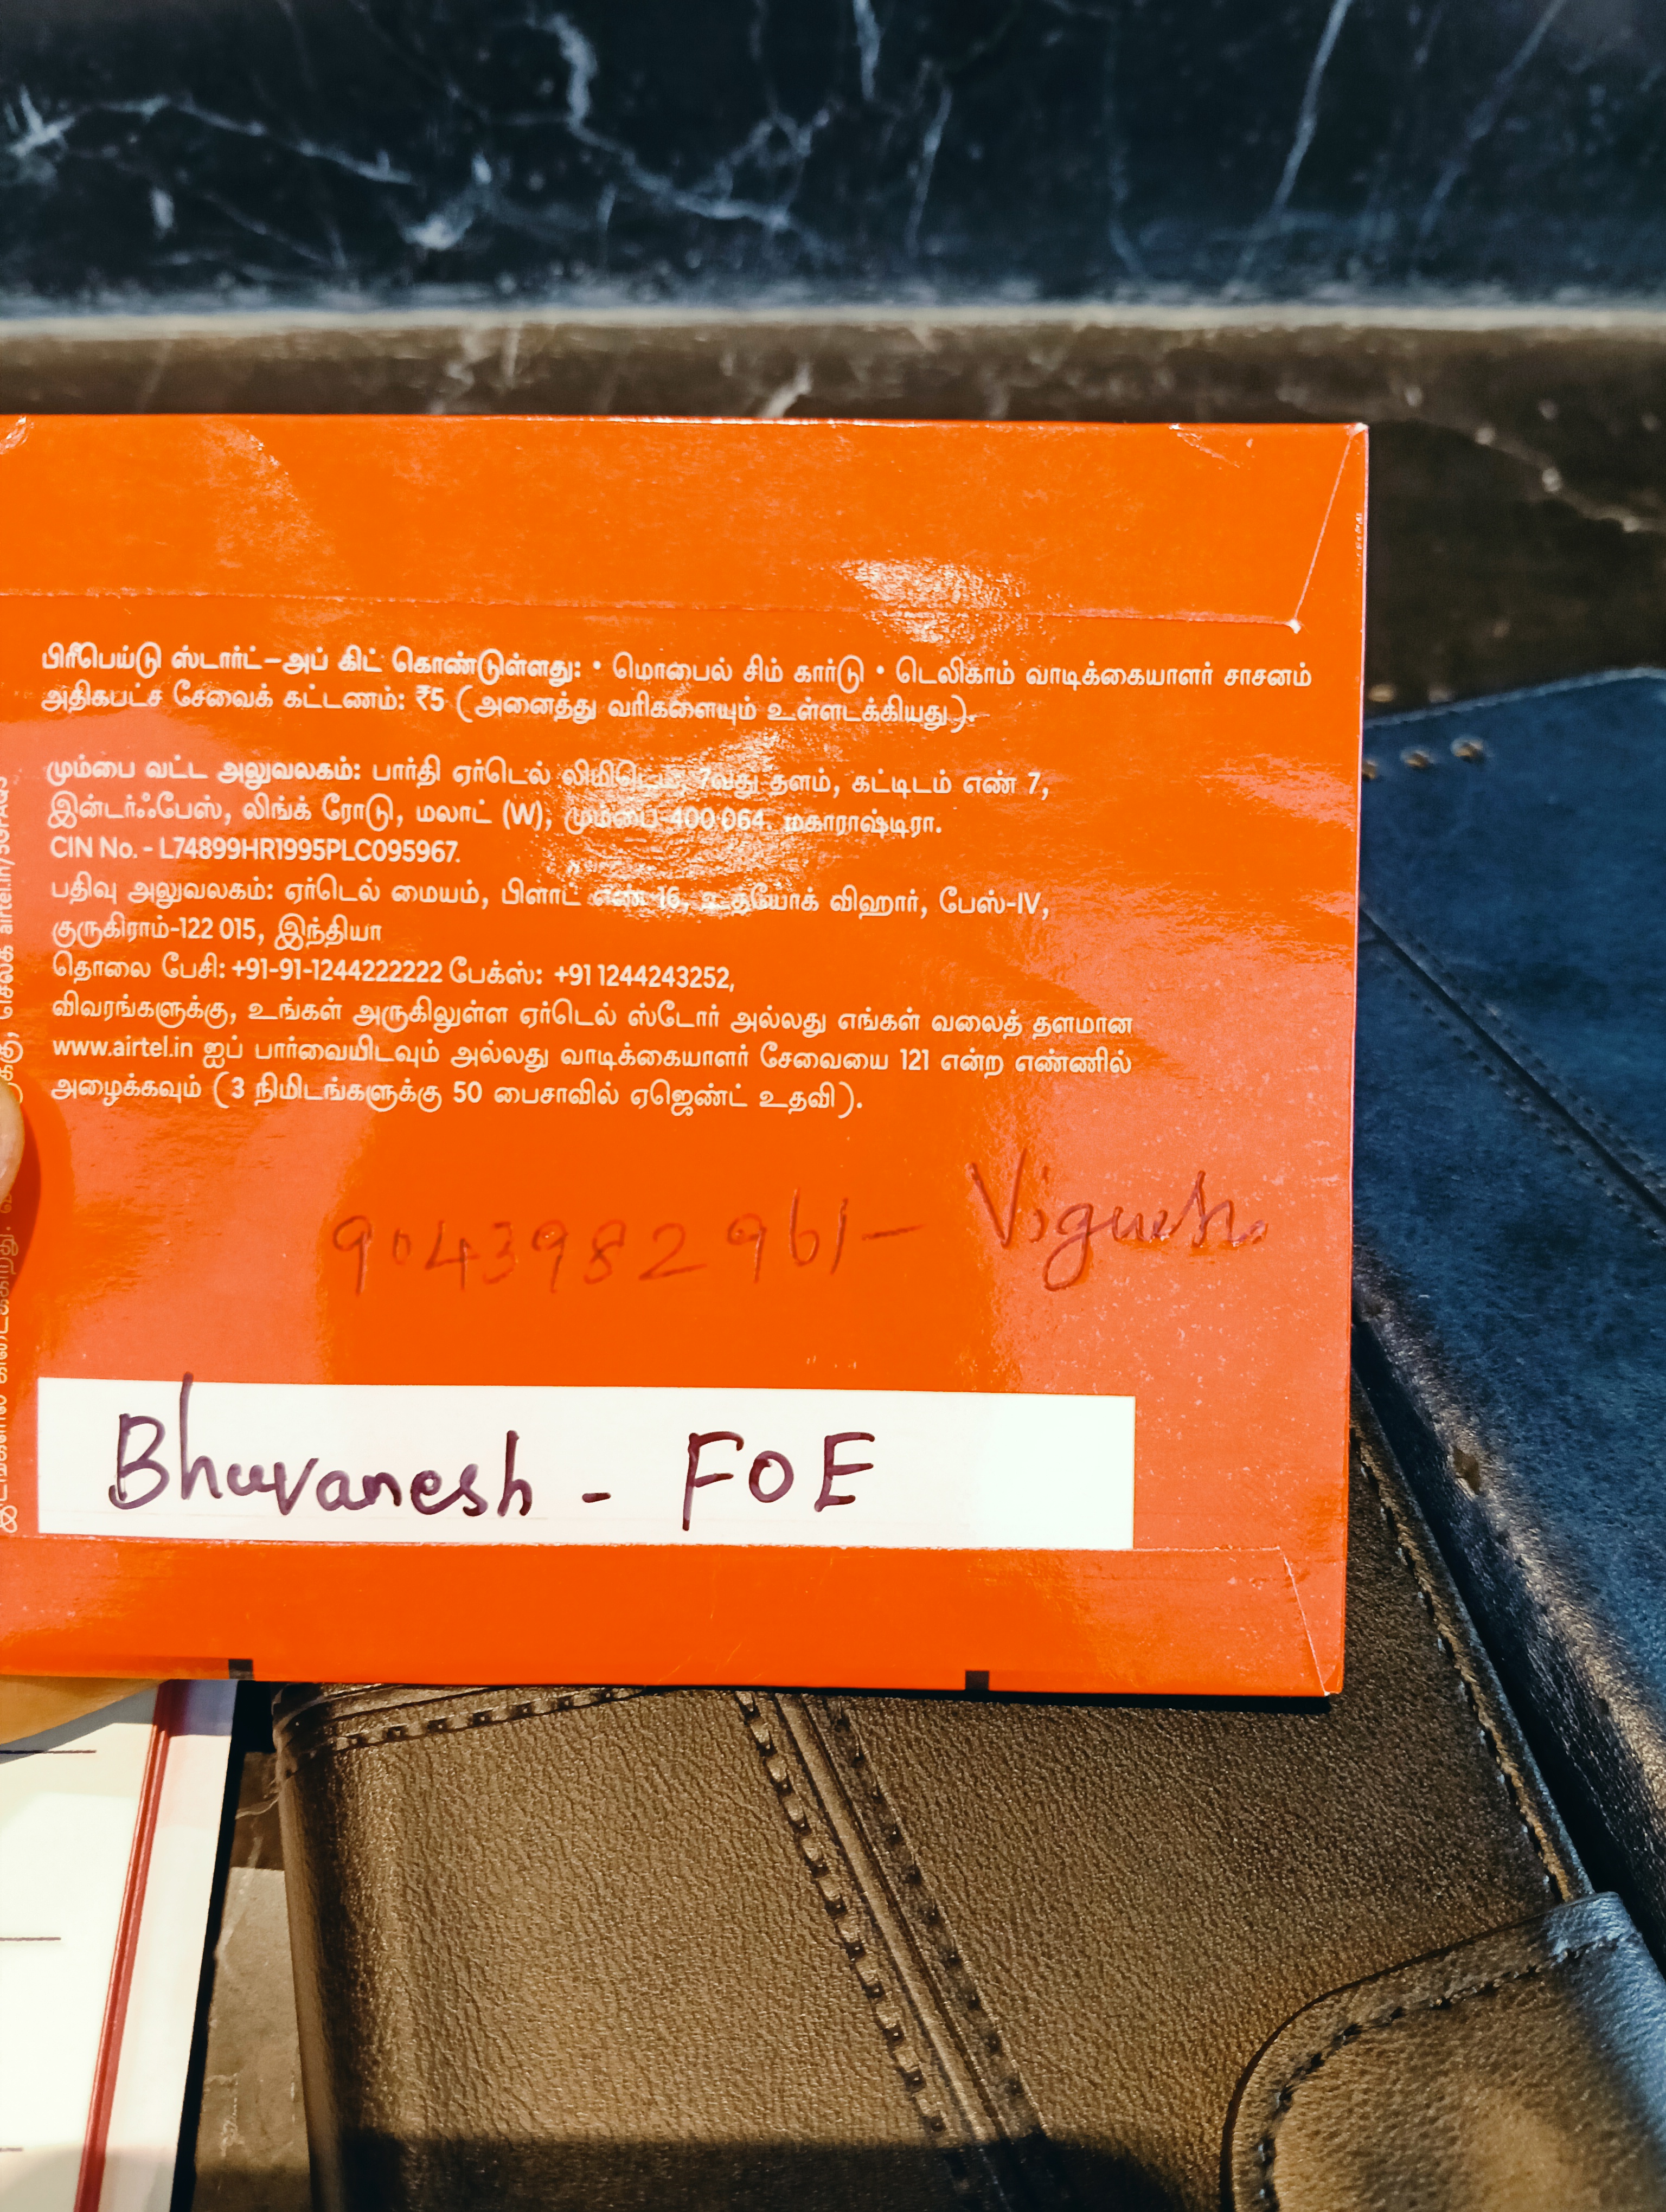 பிரீபெய்டு ஸ்டார்ட்-அப் கிட் கொண்டுள்ளது: • மொபைல் சிம் கார்டு • டெலிகாம் வாடிக்கையாளர் சாசனம்
அதிகபட்ச சேவைக் கட்டணம்: ₹5 (அனைத்து வரிகளையும் உள்ளடக்கியது).
மும்பை வட்ட அலுவலகம்: பார்தி ஏர்டெல் லிமிடெட், 7வது தளம், கட்டிடம் எண் 7,
இன்டர்ஃபேஸ், லிங்க் ரோடு, மலாட் (W), மும்பை-400 064. மகாராஷ்டிரா.
CIN No. - L74899HR1995PLC095967.
பதிவு அலுவலகம்: ஏர்டெல் மையம், பிளாட் எண் 16, உத்யோக் விஹார், பேஸ்-IV,
குருகிராம்-122 015, இந்தியா
தொலை பேசி: +91-91-1244222222 பேக்ஸ்: +91 1244243252,
விவரங்களுக்கு, உங்கள் அருகிலுள்ள ஏர்டெல் ஸ்டோர் அல்லது எங்கள் வலைத் தளமான
www.airtel.in ஐப் பார்வையிடவும் அல்லது வாடிக்கையாளர் சேவையை 121 என்ற எண்ணில்
அழைக்கவும் (3 நிமிடங்களுக்கு 50 பைசாவில் ஏஜெண்ட் உதவி).
9043982961- Vignesh.
Bhuvanesh - FOE